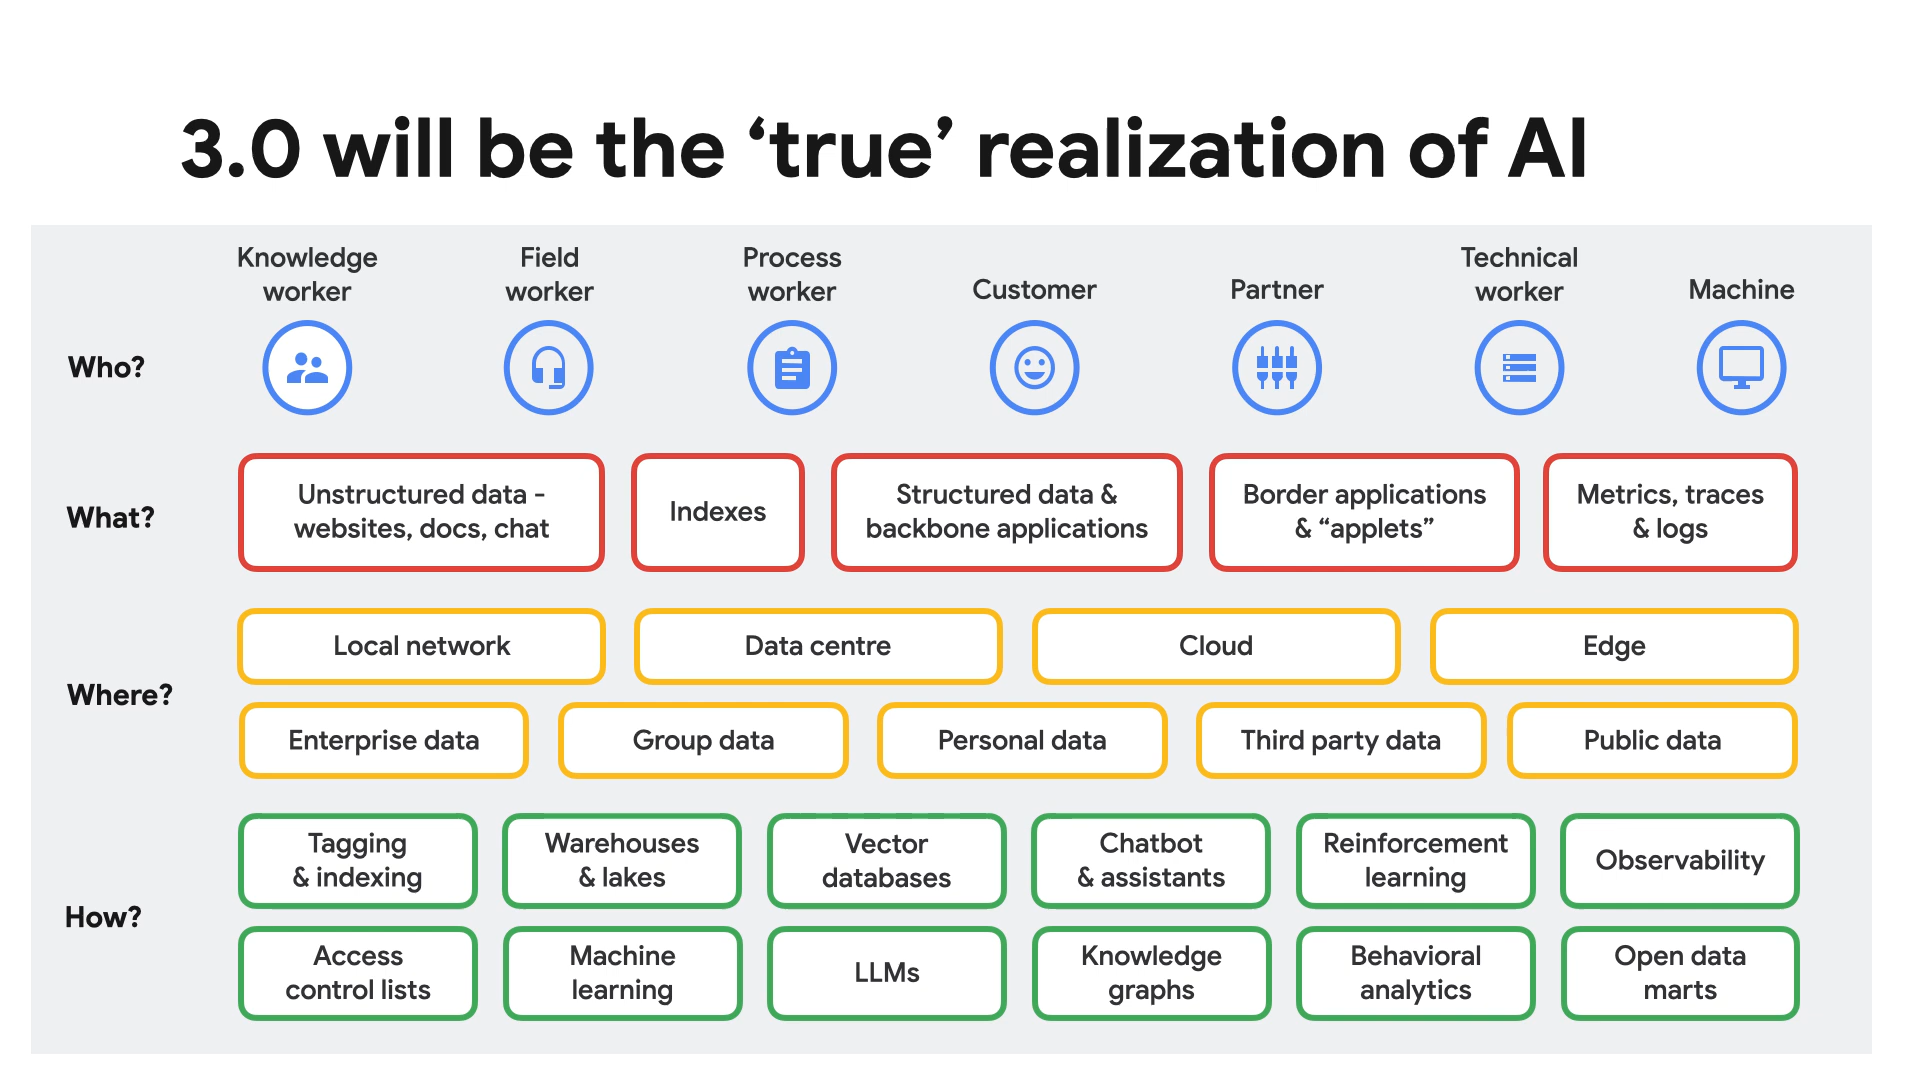 3.0 will be the ‘true’ realization of AI
Knowledge
worker
Field
worker
Process
worker
Customer
Partner
Technical
worker
Machine
Who?
What?
Unstructured data -
websites, docs, chat
Indexes
Structured data &
backbone applications
Border applications
& “applets”
Metrics, traces
& logs
Where?
Local network
Data centre
Cloud
Edge
Enterprise data
Group data
Personal data
Third party data
Public data
How?
Tagging
& indexing
Warehouses
& lakes
Vector
databases
Chatbot
& assistants
Reinforcement
learning
Observability
Access
control lists
Machine
learning
LLMs
Knowledge
graphs
Behavioral
analytics
Open data
marts